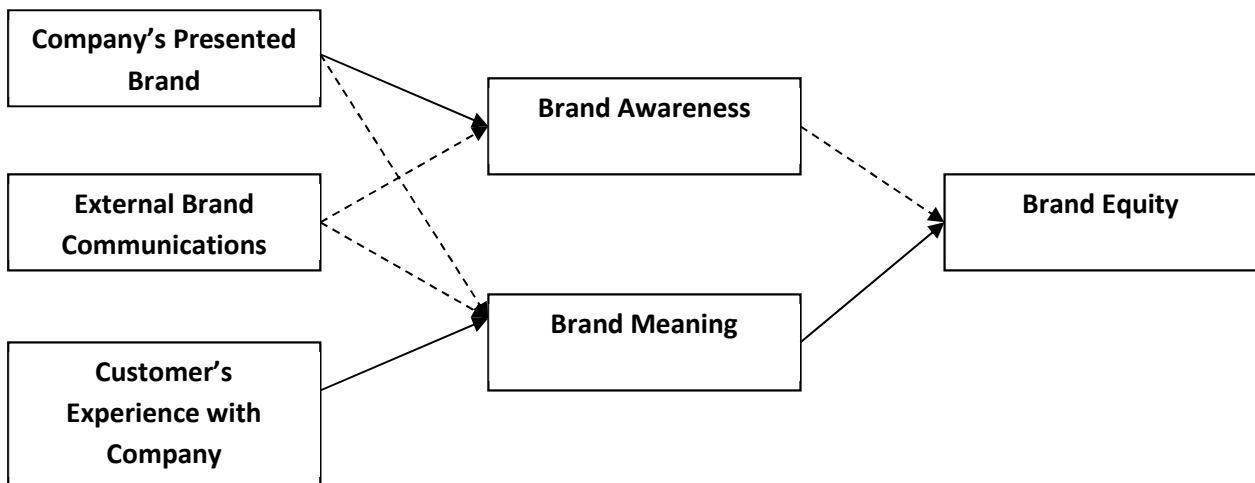 Company’s Presented
Brand
Brand Awareness
External Brand
Communications
Brand Equity
Brand Meaning
Customer’s
Experience with
Company